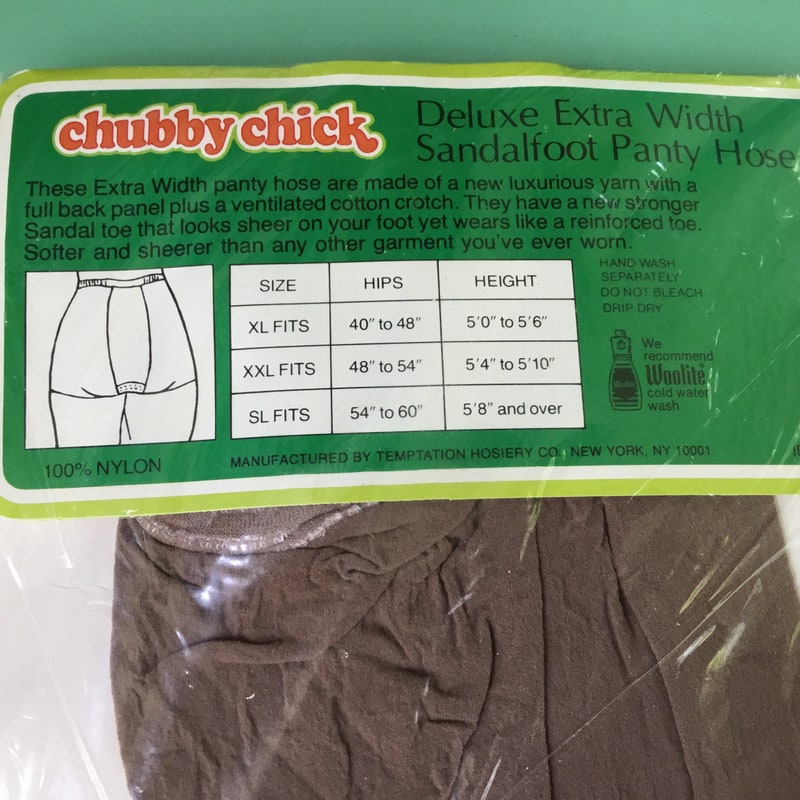 chubby chick
Deluxe Extra Width
Sandalfoot Panty Hose
These Extra Width panty hose are made of a new luxurious yarn with a
full back panel plus a ventilated cotton crotch. They have a new stronger
Sandal toe that looks sheer on your foot yet wears like a reinforced toe.
Softer and sheerer than any other garment you've ever worn.
SIZE HIPS HEIGHT
XL FITS 40" to 48" 5'0" to 5'6"
XXL FITS 48" to 54" 5'4" to 5'10"
SL FITS 54" to 60" 5'8" and over
HAND WASH
SEPARATELY
DO NOT BLEACH
DRIP DRY
We
recommend
Woolite
cold water
wash
Woolite
100% NYLON
MANUFACTURED BY TEMPTATION HOSIERY CO. NEW YORK, NY 10001